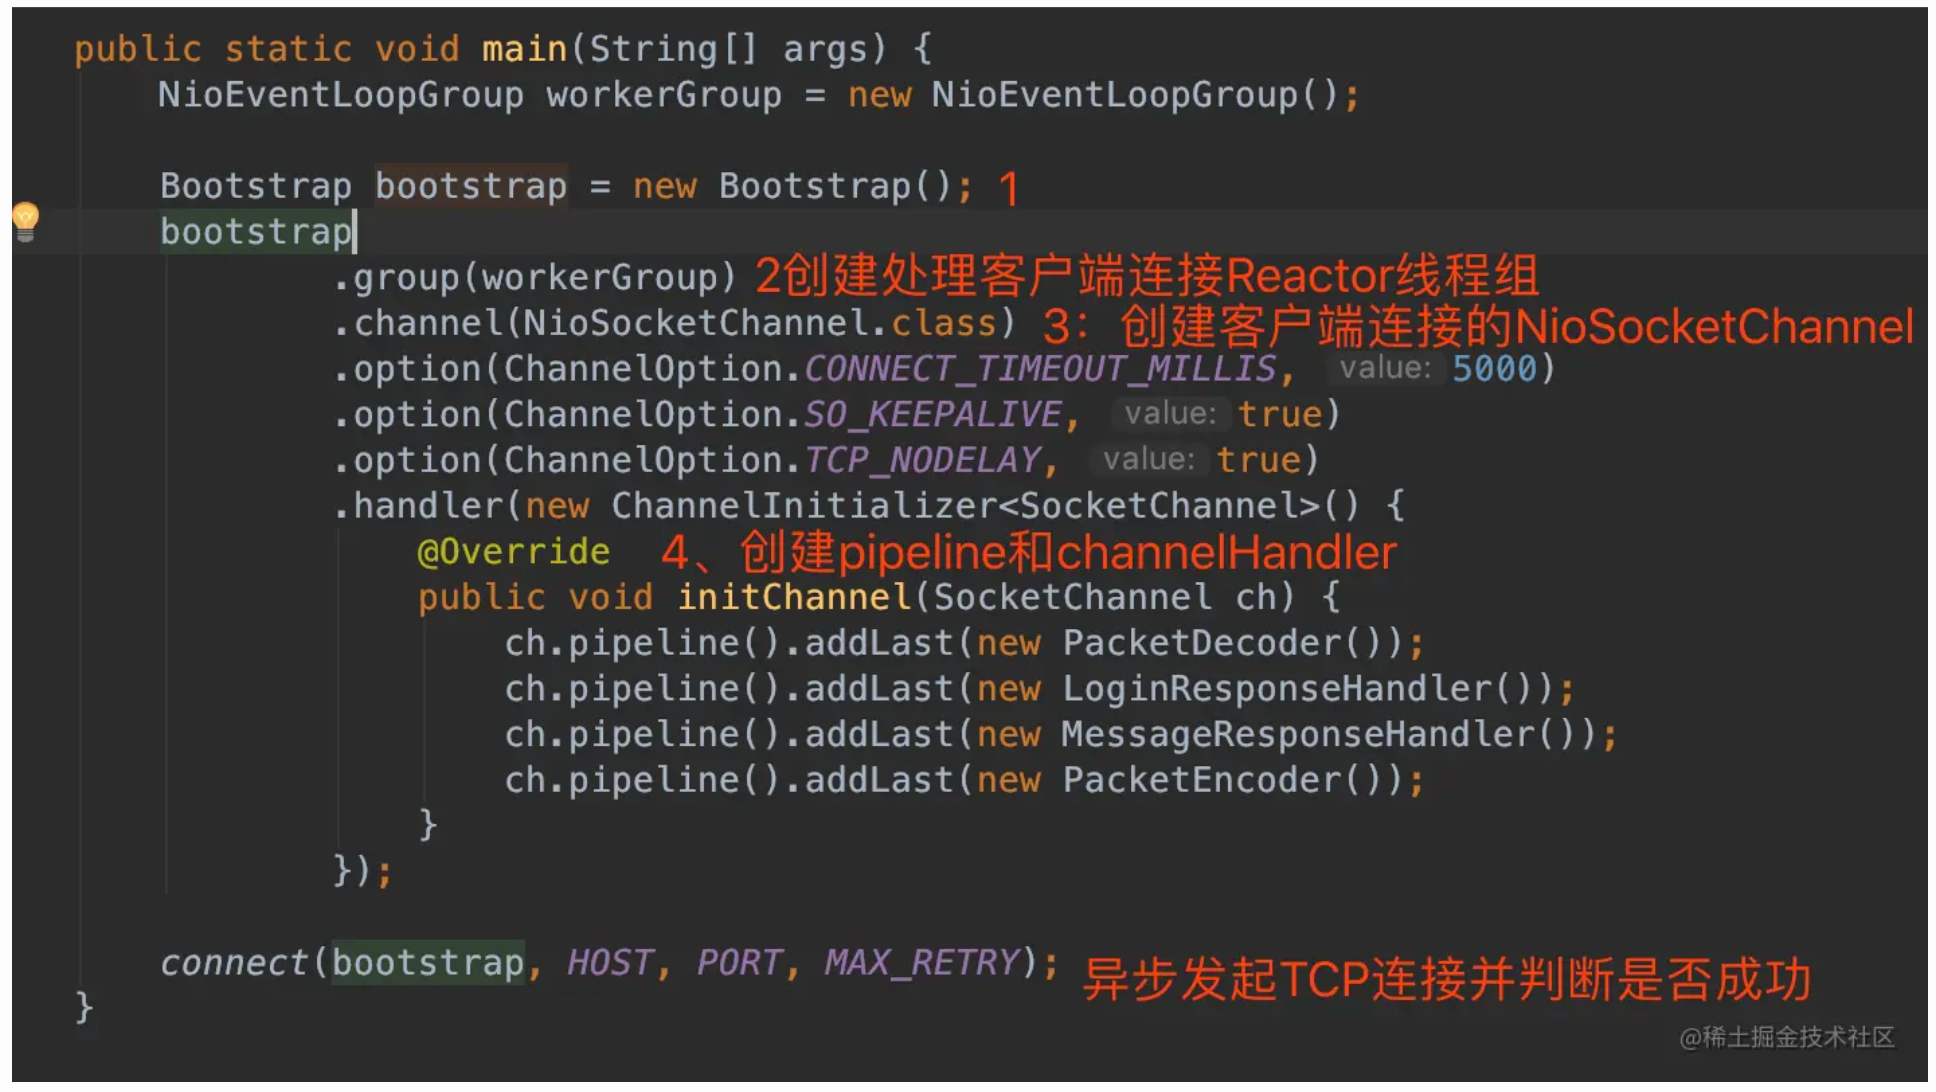 public static void main(String[] args) {
NioEventLoopGroup workerGroup = new NioEventLoopGroup();
Bootstrap bootstrap = new Bootstrap(); 1
bootstrap
.group(workerGroup) 2创建处理客户端连接Reactor线程组
.channel(NioSocketChannel.class) 3：创建客户端连接的NioSocketChannel
.option(ChannelOption.CONNECT_TIMEOUT_MILLIS, value: 5000)
.option(ChannelOption.SO_KEEPALIVE, value: true)
.option(ChannelOption.TCP_NODELAY, value: true)
.handler(new ChannelInitializer<SocketChannel>() {
@Override 4、创建pipeline和channelHandler
public void initChannel(SocketChannel ch) {
ch.pipeline().addLast(new PacketDecoder());
ch.pipeline().addLast(new LoginResponseHandler());
ch.pipeline().addLast(new MessageResponseHandler());
ch.pipeline().addLast(new PacketEncoder());
}
});
connect(bootstrap, HOST, PORT, MAX_RETRY); 异步发起TCP连接并判断是否成功
}
@稀土掘金技术社区